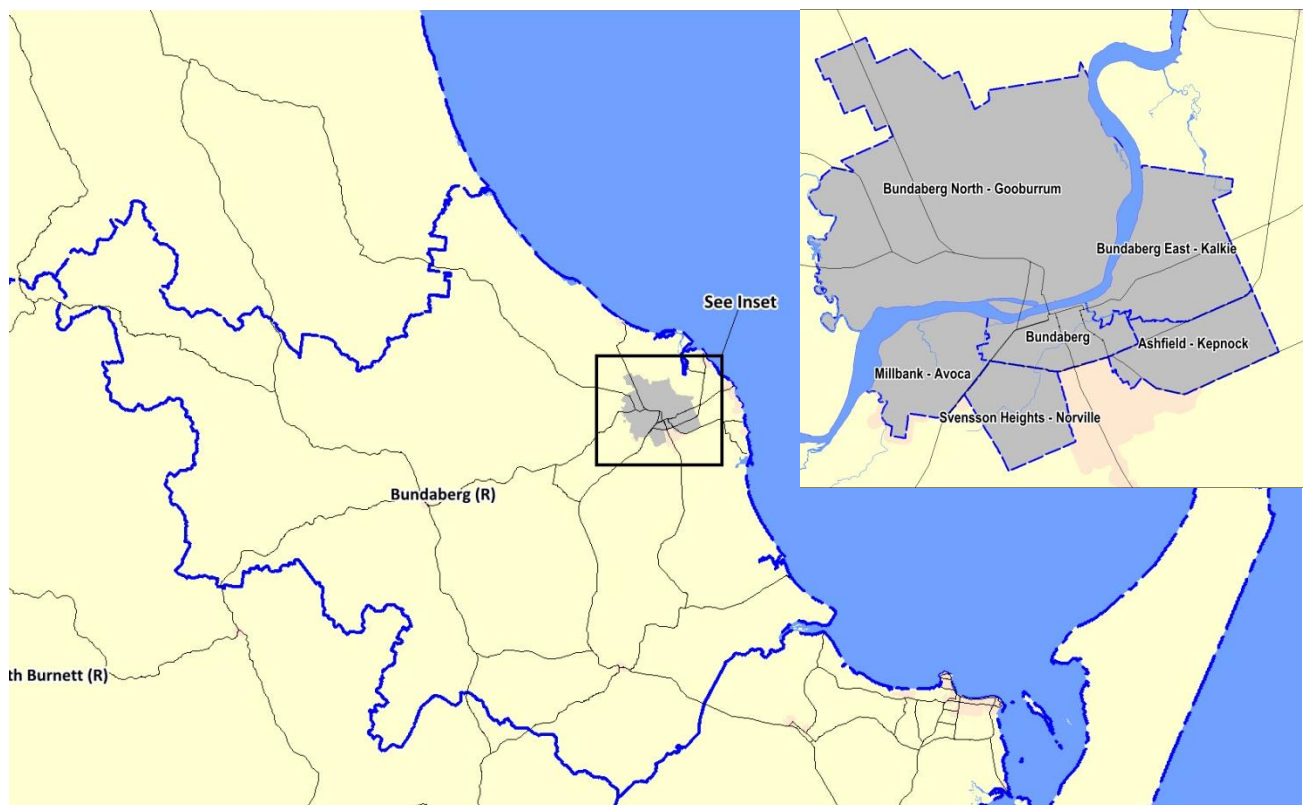 Bundaberg North - Gooburrum
Bundaberg East - Kalkie
See Inset
Bundaberg
Ashfield - Kepnock
Millbank - Avoca
Svensson Heights - Norville
Bundaberg (R)
th Burnett (R)